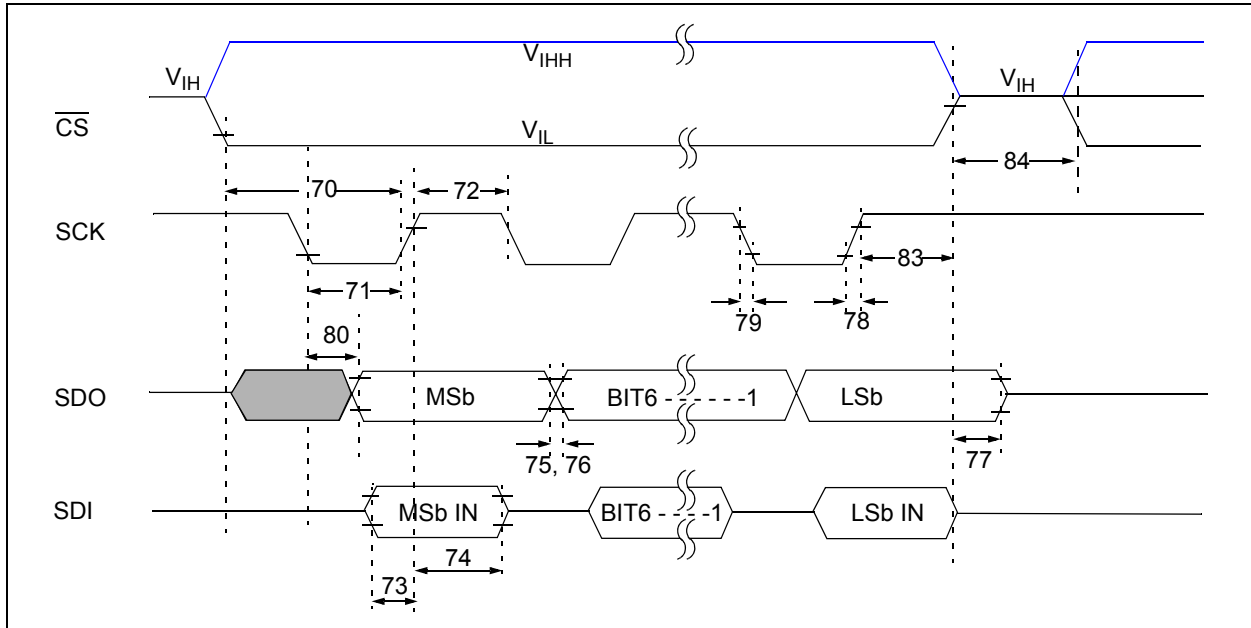 VIH
VIHH
VIH
CS
VIL
84
70
72
SCK
83
71
79
78
80
SDO
MSb
BIT6 - - - - - - -1
LSb
75, 76
77
SDI
MSb IN
BIT6 - - - - -1
LSb IN
74
73